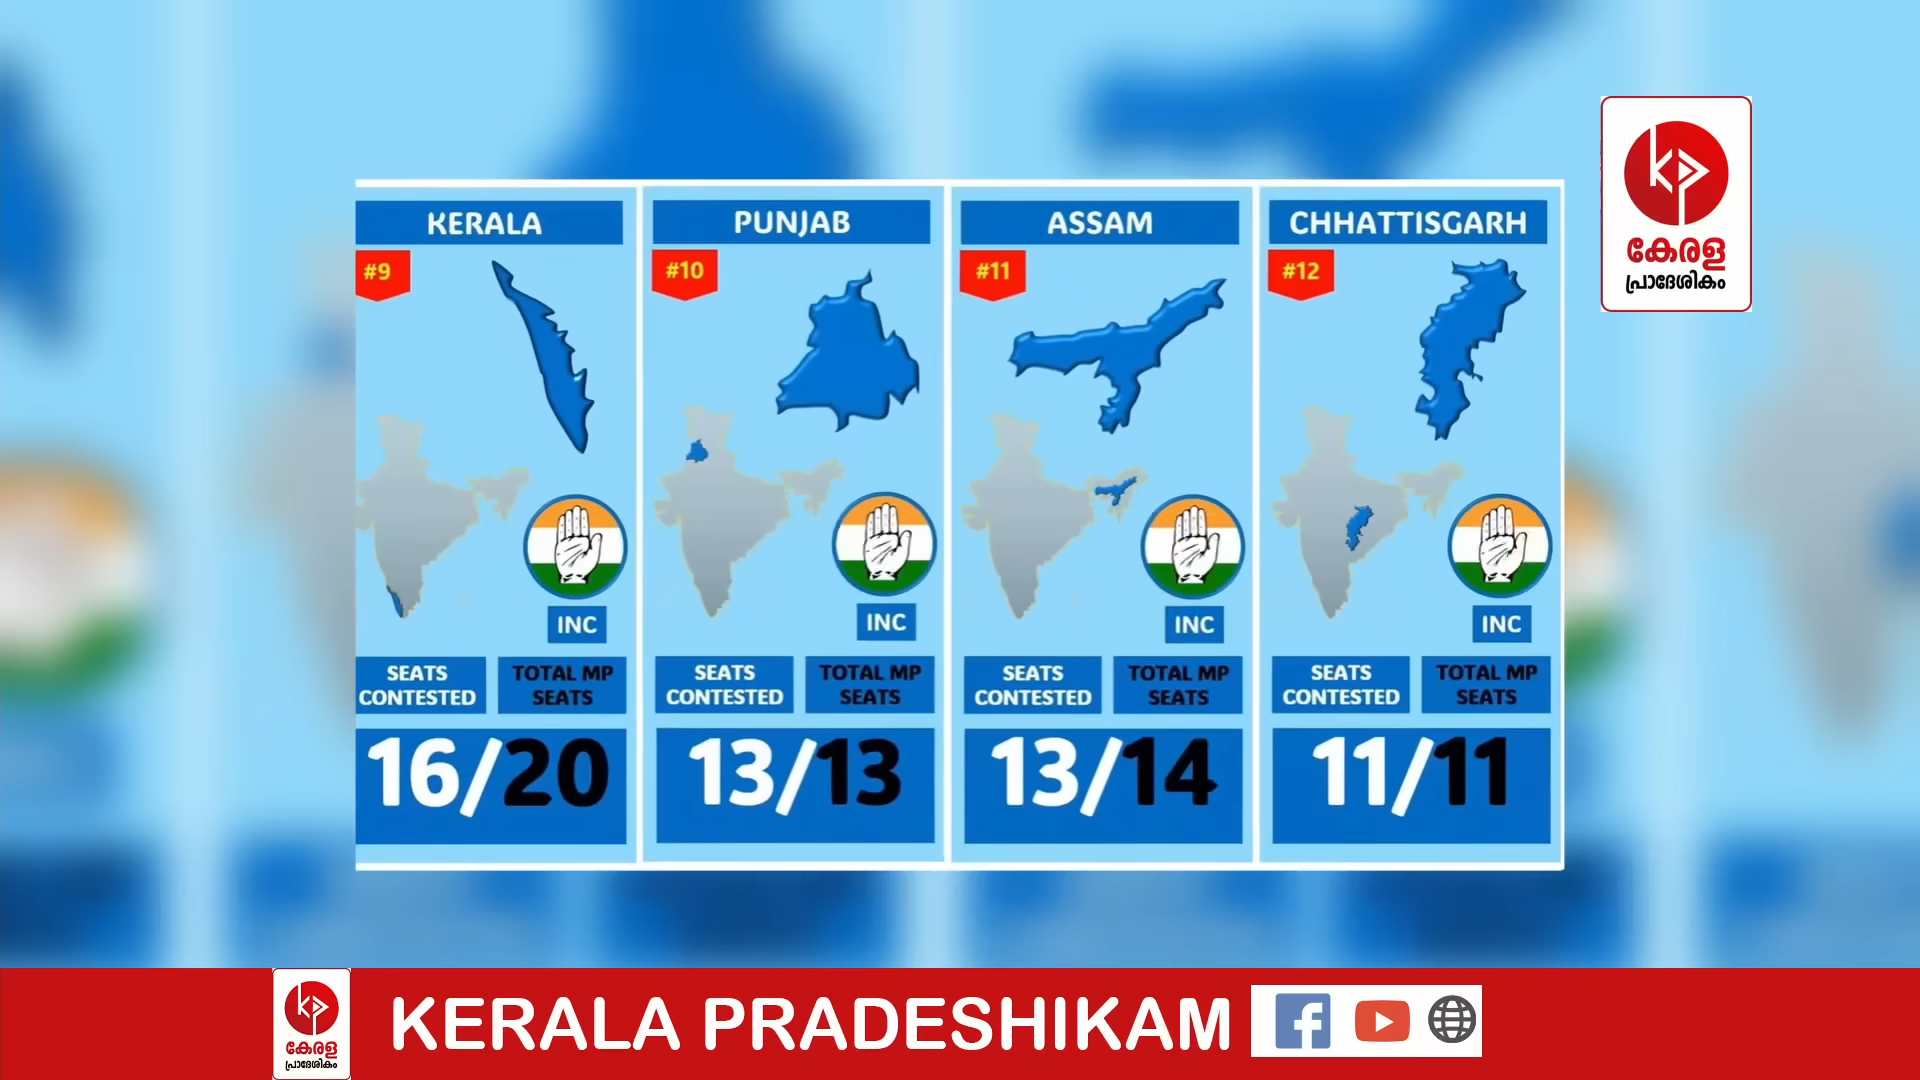 KERALA
#9
INC
SEATS
CONTESTED
TOTAL MP
SEATS
16/20
PUNJAB
#10
INC
SEATS
CONTESTED
TOTAL MP
SEATS
13/13
ASSAM
#11
INC
SEATS
CONTESTED
TOTAL MP
SEATS
13/14
CHHATTISGARH
#12
INC
SEATS
CONTESTED
TOTAL MP
SEATS
11/11
kp
കേരള
പ്രാദേശികം
kp
കേരള
പ്രാദേശികം
KERALA PRADESHIKAM